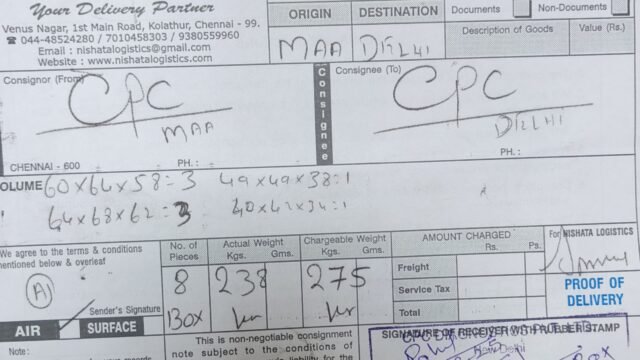 Your Delivery Partner
Venus Nagar, 1st Main Road, Kolathur, Chennai - 99.
☎ 044-48524280 / 7010458303 / 9380559960
Email : nishatalogistics@gmail.com
Website : www.nishatalogistics.com
ORIGIN DESTINATION
MAA DELHI
Documents Non-Documents
Description of Goods Value (Rs.)
Consignor (From)
CPC
MAA
CHENNAI - 600 PH. :
Consignee
Consignee (To)
CPC
DELHI
PH. :
OLUME 60x64x58=3 49x49x38:1
64x68x62=3 40x42x34:1
We agree to the terms & conditions
mentioned below & overleaf
A1
Sender's Signature
AIR SURFACE
No. of Pieces
8
BOX
Actual Weight
Kgs. Gms.
238
Chargeable Weight
Kgs. Gms.
275
AMOUNT CHARGED
Rs. Ps.
Freight
Service Tax
Total
For NISHATA LOGISTICS
PROOF OF
DELIVERY
Note:
This is non-negotiable consignment
note subject to the conditions of
SIGNATURE OF RECEIVER WITH RUBBER STAMP
New Delhi